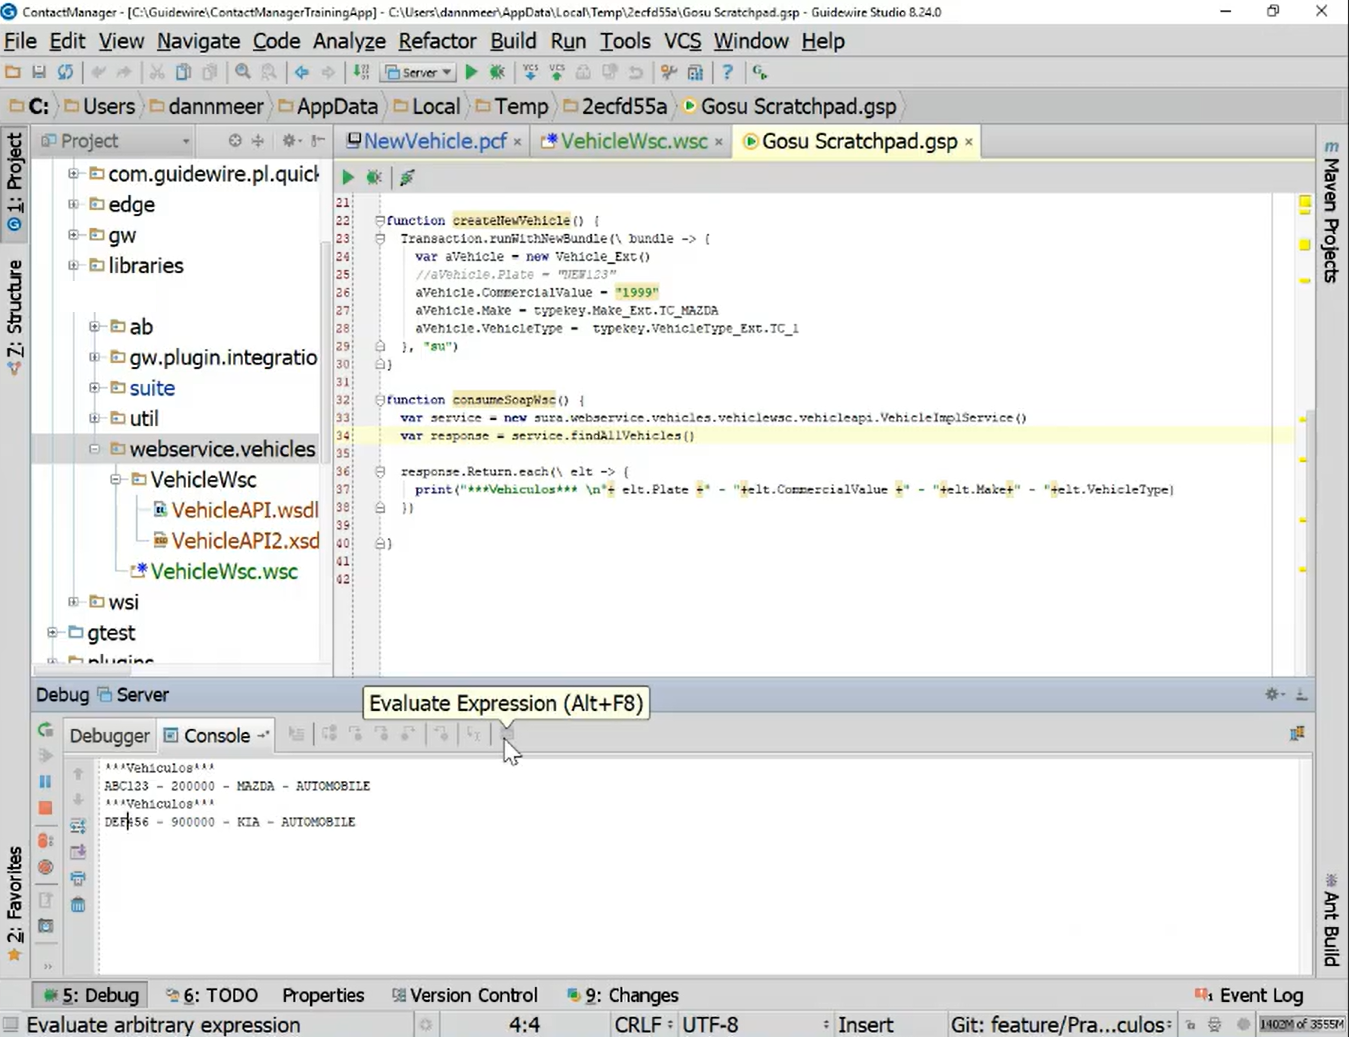 ContactManager - [C:\Guidewire\ContactManagerTrainingApp] - C:\Users\dannmeer\AppData\Local\Temp\2ecfd55a\Gosu Scratchpad.gsp - Guidewire Studio 8.24.0
File Edit View Navigate Code Analyze Refactor Build Run Tools VCS Window Help
Server
C: Users dannmeer AppData Local Temp 2ecfd55a Gosu Scratchpad.gsp
1: Project
7: Structure
2: Favorites
Project
com.guidewire.pl.quick
edge
gw
libraries
ab
gw.plugin.integratio
suite
util
webservice.vehicles
VehicleWsc
VehicleAPI.wsdl
VehicleAPI2.xsd
VehicleWsc.wsc
wsi
gtest
plugins
NewVehicle.pcf VehicleWsc.wsc Gosu Scratchpad.gsp
21
22 function createNewVehicle() {
23 Transaction.runWithNewBundle(\ bundle -> {
24 var aVehicle = new Vehicle_Ext()
25 //aVehicle.Plate = "NEW123"
26 aVehicle.CommercialValue = "1999"
27 aVehicle.Make = typekey.Make_Ext.TC_MAZDA
28 aVehicle.VehicleType = typekey.VehicleType_Ext.TC_1
29 }, "su")
30 }
31
32 function consumeSoapWsc() {
33 var service = new sura.webservice.vehicles.vehiclewsc.vehicleapi.VehicleImplService()
34 var response = service.findAllVehicles()
35
36 response.Return.each(\ elt -> {
37 print("***Vehiculos*** \n"+ elt.Plate +" - "+elt.CommercialValue +" - "+elt.Make+" - "+elt.VehicleType)
38 })
39
40 }
41
42
Maven Projects
Ant Build
Debug Server
Evaluate Expression (Alt+F8)
Debugger Console
***Vehiculos***
ABC123 - 200000 - MAZDA - AUTOMOBILE
***Vehiculos***
DEF456 - 900000 - KIA - AUTOMOBILE
5: Debug 6: TODO Properties Version Control 9: Changes 1 Event Log
Evaluate arbitrary expression 4:4 CRLF UTF-8 Insert Git: feature/Pra...culos 1402M of 3555M